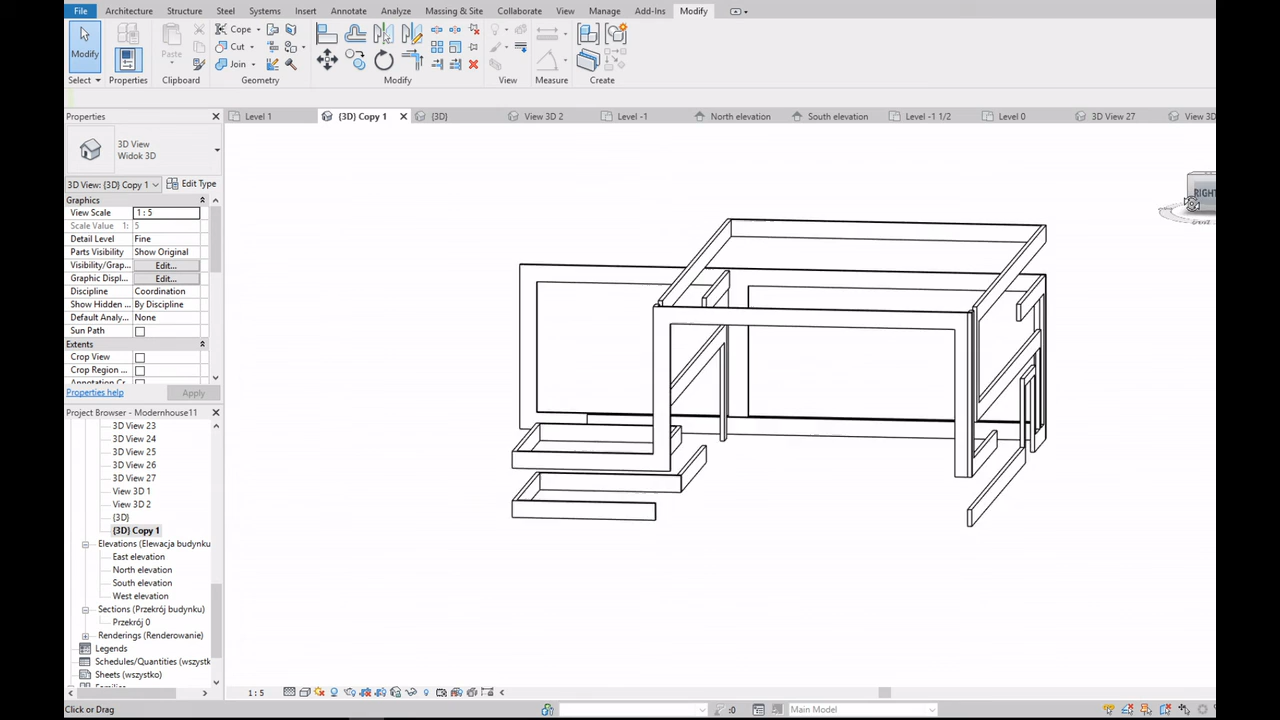 File Architecture Structure Steel Systems Insert Annotate Analyze Massing & Site Collaborate View Manage Add-Ins Modify
Modify
Properties
Paste
Cope
Cut
Join
Select Properties Clipboard Geometry Modify View Measure Create
Properties
Level 1 {3D} Copy 1 {3D} View 3D 2 Level -1 North elevation South elevation Level -1 1/2 Level 0 3D View 27 View 3D
3D View
Widok 3D
3D View: {3D} Copy 1 Edit Type
Graphics
View Scale 1 : 5
Scale Value 1: 5
Detail Level Fine
Parts Visibility Show Original
Visibility/Grap... Edit...
Graphic Displ... Edit...
Discipline Coordination
Show Hidden By Discipline
Default Analy... None
Sun Path
Extents
Crop View
Crop Region ...
Properties help Apply
RIGHT
Project Browser - Modernhouse11
3D View 23
3D View 24
3D View 25
3D View 26
3D View 27
View 3D 1
View 3D 2
{3D}
{3D} Copy 1
Elevations (Elewacja budynku
East elevation
North elevation
South elevation
West elevation
Sections (Przekrój budynku)
Przekrój 0
Renderings (Renderowanie)
Legends
Schedules/Quantities (wszystk
Sheets (wszystko)
1 : 5
Click or Drag :0 Main Model